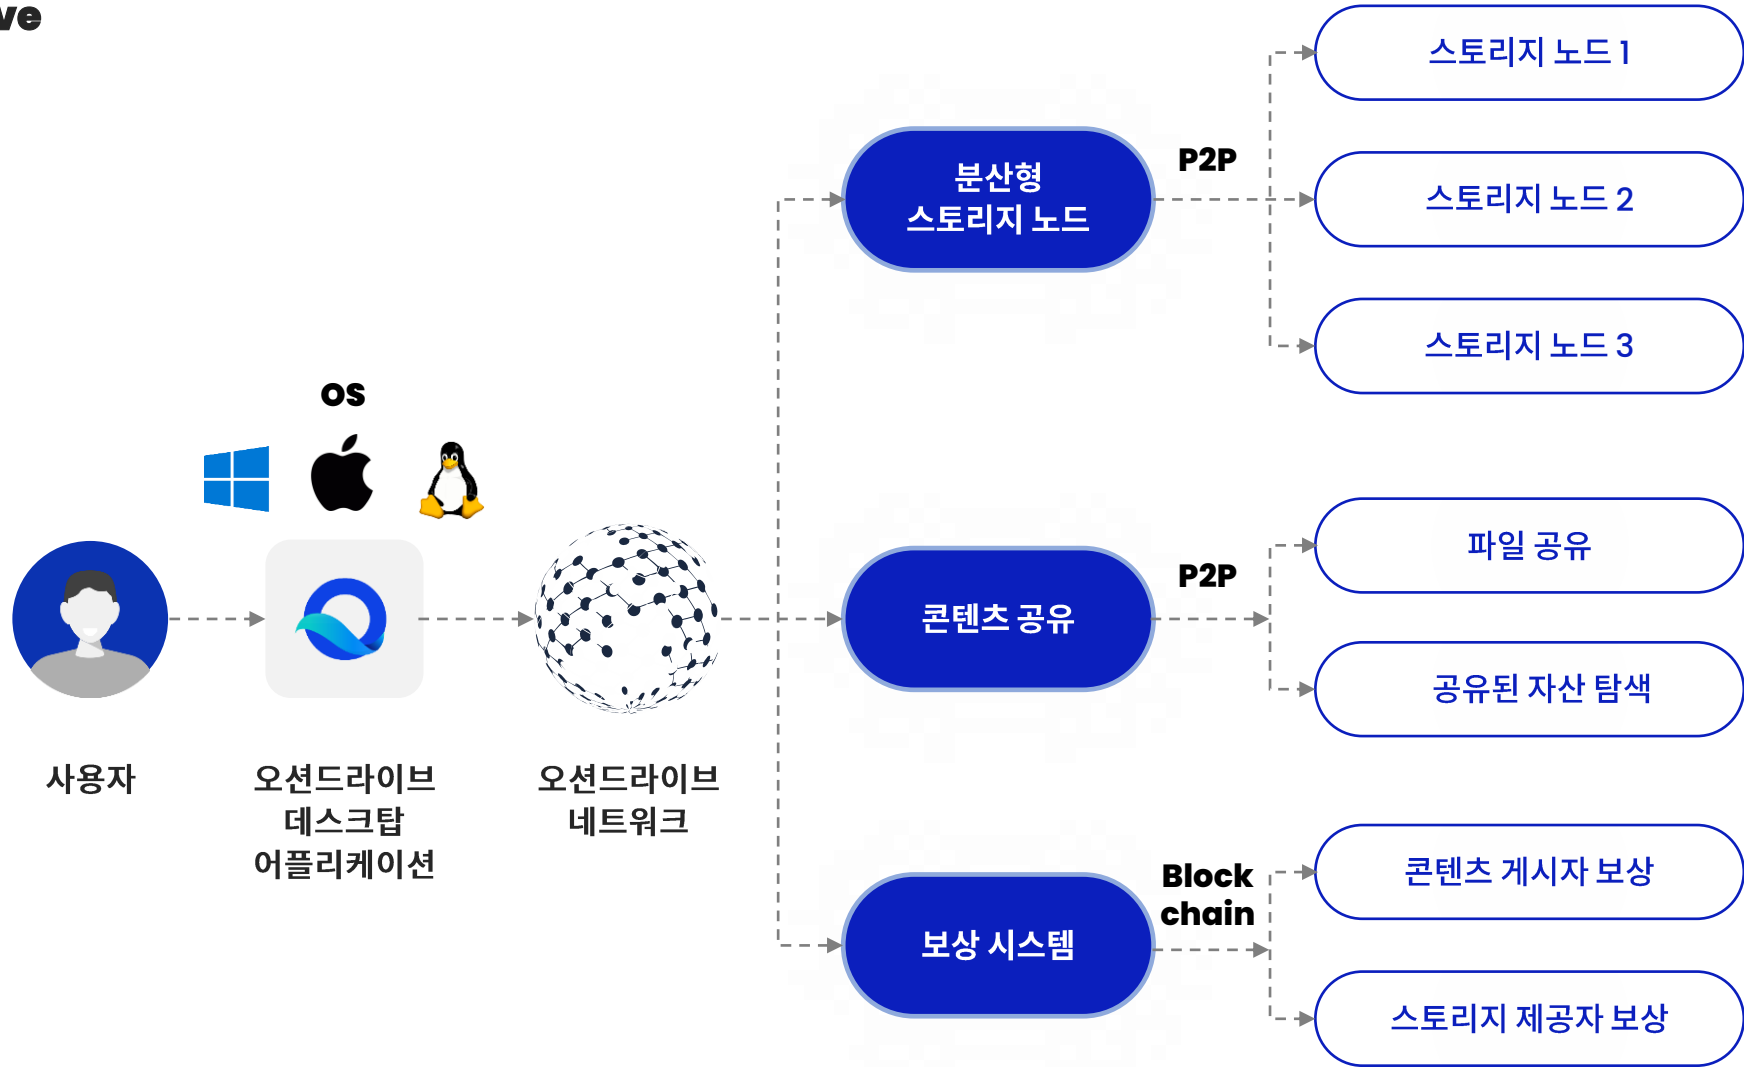 ve
OS
사용자
오션드라이브
데스크탑
어플리케이션
오션드라이브
네트워크
분산형
스토리지 노드
P2P
스토리지 노드 1
스토리지 노드 2
스토리지 노드 3
콘텐츠 공유
P2P
파일 공유
공유된 자산 탐색
보상 시스템
Block
chain
콘텐츠 게시자 보상
스토리지 제공자 보상